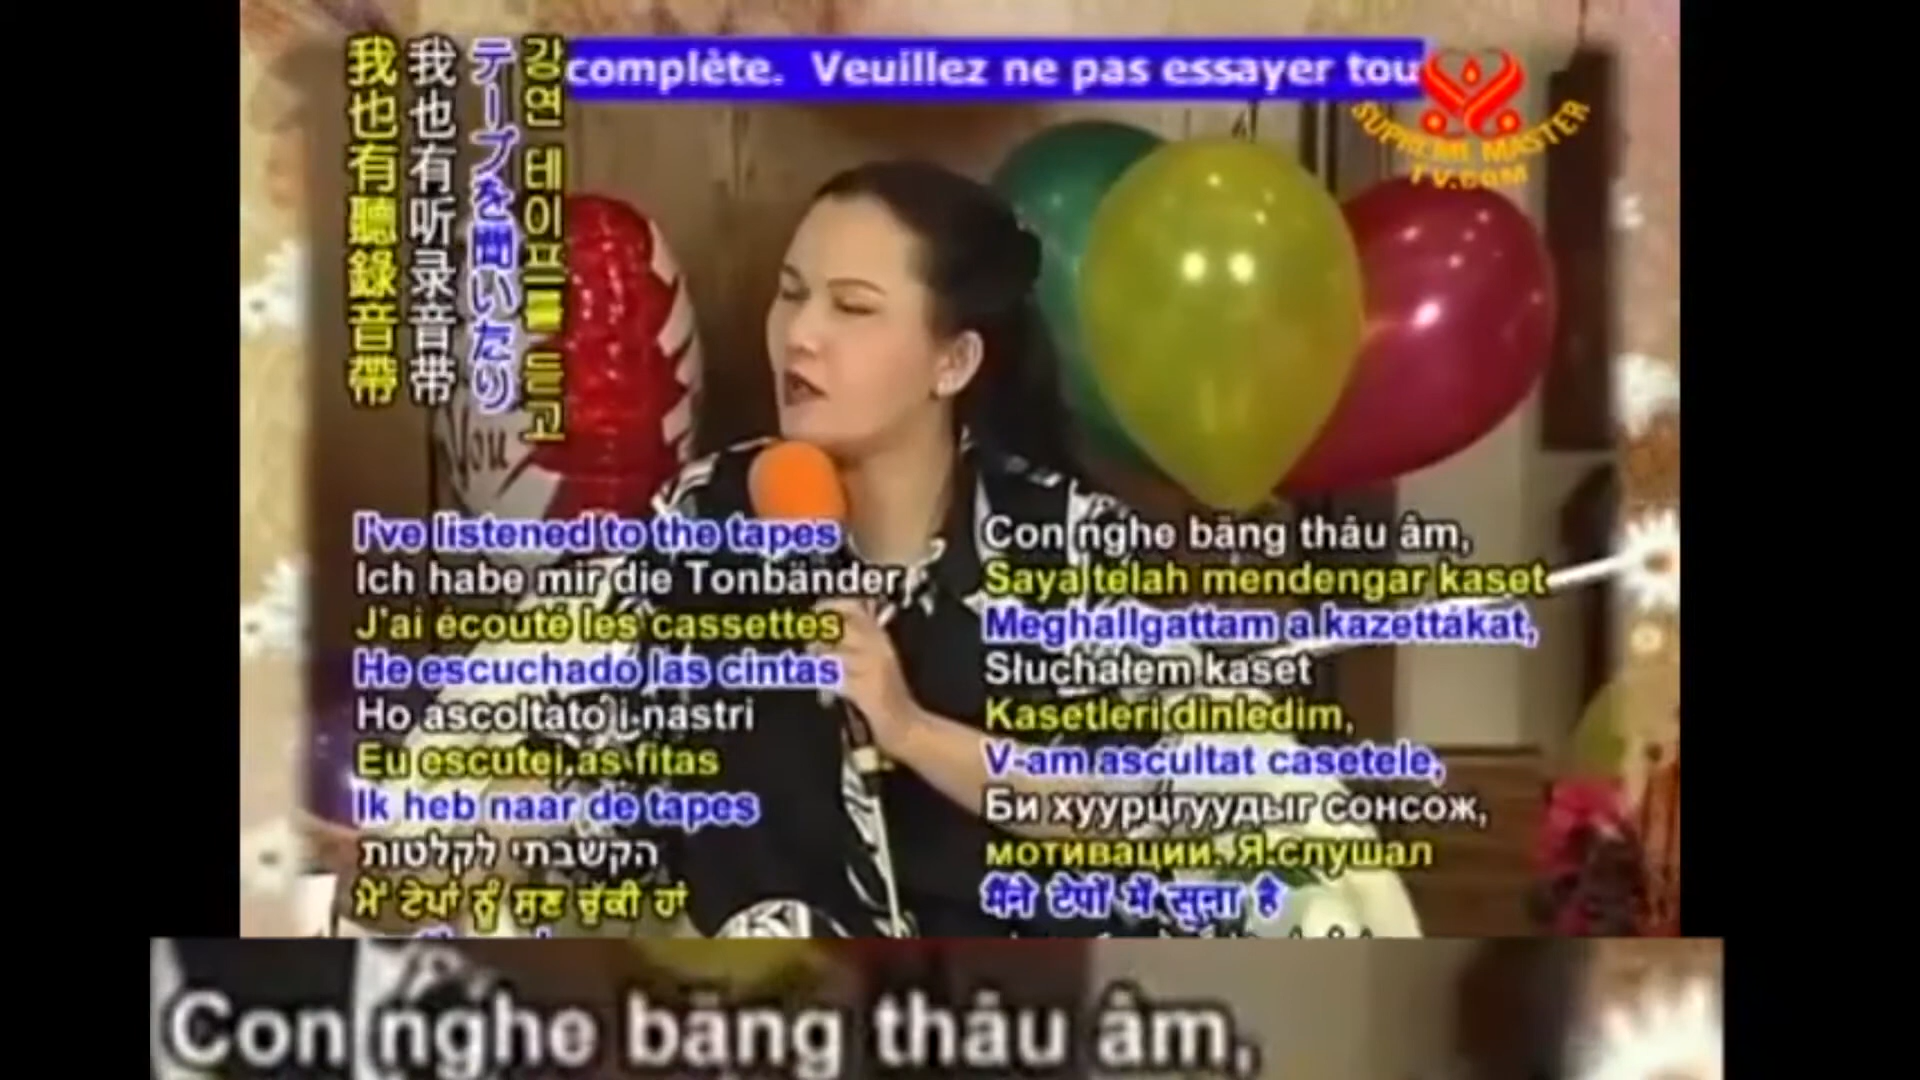 complète. Veuillez ne pas essayer tou
SUPREME MASTER
TV.COM
我也有聽錄音帶
我也有听录音带
テープを聞いたり
강연 테이프를 듣고
You
I've listened to the tapes
Ich habe mir die Tonbänder
J'ai écouté les cassettes
He escuchado las cintas
Ho ascoltato i nastri
Eu escutei as fitas
Ik heb naar de tapes
הקשבתי לקלטות
ਮੇਂ ਟੇਪਾਂ ਨੂੰ ਸੁਣ ਚੁੱਕੀ ਹਾਂ
Con nghe băng thâu âm,
Saya telah mendengar kaset
Meghallgattam a kazettákat,
Słuchałem kaset
Kasetleri dinledim,
V-am ascultat casetele,
Би хуурцгуудыг сонсож,
мотивации. Я слушал
मैंने टेपों में सुना है
Con nghe băng thâu âm,